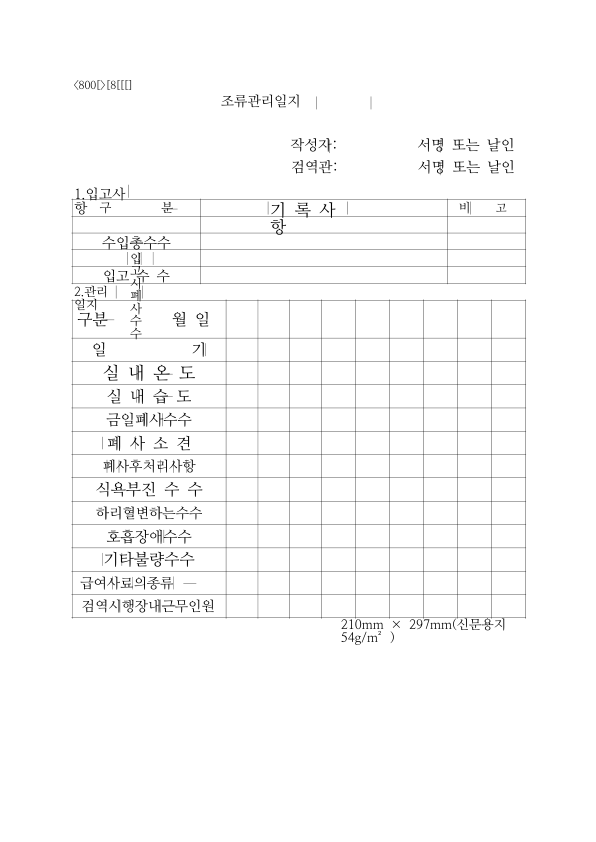 <800[>[8[[[]
조류관리일지
작성자: 서명 또는 날인
검역관: 서명 또는 날인
1.입고사
항 구 분 기 록 사 항 비 고
수입총수수
입고시폐사수수
입고 수 수
2.관리
일지
구분 월 일
일 기
실 내 온 도
실 내 습 도
금일폐사수수
폐 사 소 견
폐사후처리사항
식욕부진 수 수
하리혈변하는수수
호흡장애수수
기타불량수수
급여사료의종류 —
검역시행장내근무인원
210mm × 297mm(신문용지
54g/m² )